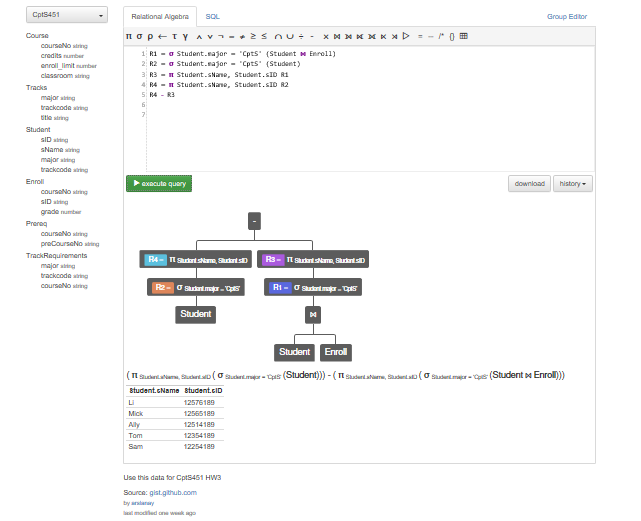 CptS451
Course
courseNo string
credits number
enroll_limit number
classroom string
Tracks
major string
trackcode string
title string
Student
sID string
sName string
major string
trackcode string
Enroll
courseNo string
sID string
grade number
Prereq
courseNo string
preCourseNo string
TrackRequirements
major string
trackcode string
courseNo string
Relational Algebra SQL Group Editor
π σ ρ ← τ γ ∧ ∨ ¬ = ≠ ≥ ≤ ∩ ∪ ÷ - × ⋈ ⟕ ⟖ ⟗ ⋉ ⋊ ▷ = -- /* {}
1 R1 = σ Student.major = 'CptS' (Student ⋈ Enroll)
2 R2 = σ Student.major = 'CptS' (Student)
3 R3 = π Student.sName, Student.sID R1
4 R4 = π Student.sName, Student.sID R2
5 R4 - R3
6
7
execute query download history
-
R4 = π Student.sName, Student.sID R3 = π Student.sName, Student.sID
R2 = σ Student.major = 'CptS' R1 = σ Student.major = 'CptS'
Student ⋈
Student Enroll
( π Student.sName, Student.sID ( σ Student.major = 'CptS' (Student))) - ( π Student.sName, Student.sID ( σ Student.major = 'CptS' (Student ⋈ Enroll)))
Student.sName Student.sID
Li 12576189
Mick 12565189
Ally 12514189
Tom 12354189
Sam 12254189
Use this data for CptS451 HW3
Source: gist.github.com
by arslanay
last modified one week ago